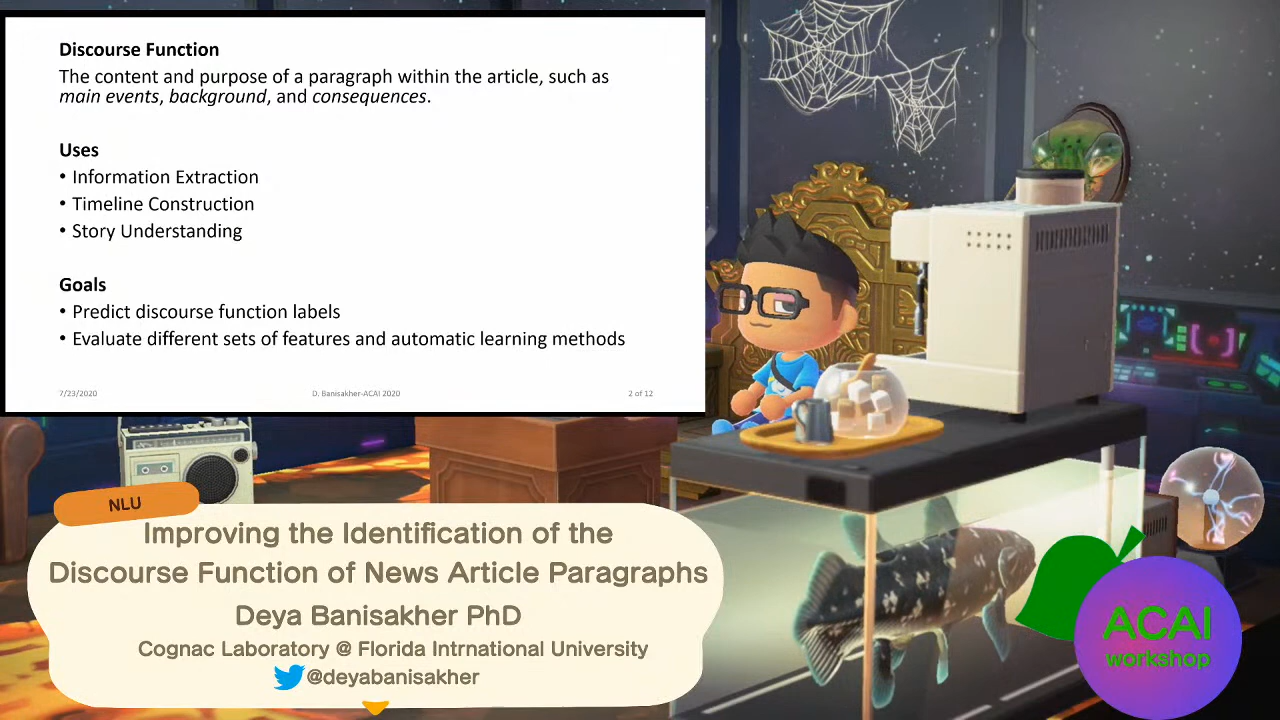 Discourse Function
The content and purpose of a paragraph within the article, such as
main events, background, and consequences.
Uses
• Information Extraction
• Timeline Construction
• Story Understanding
Goals
• Predict discourse function labels
• Evaluate different sets of features and automatic learning methods
7/23/2020
D. Banisakher-ACAI 2020
2 of 12
NLU
Improving the Identification of the
Discourse Function of News Article Paragraphs
Deya Banisakher PhD
Cognac Laboratory @ Florida Intrnational University
@deyabanisakher
ACAI
workshop